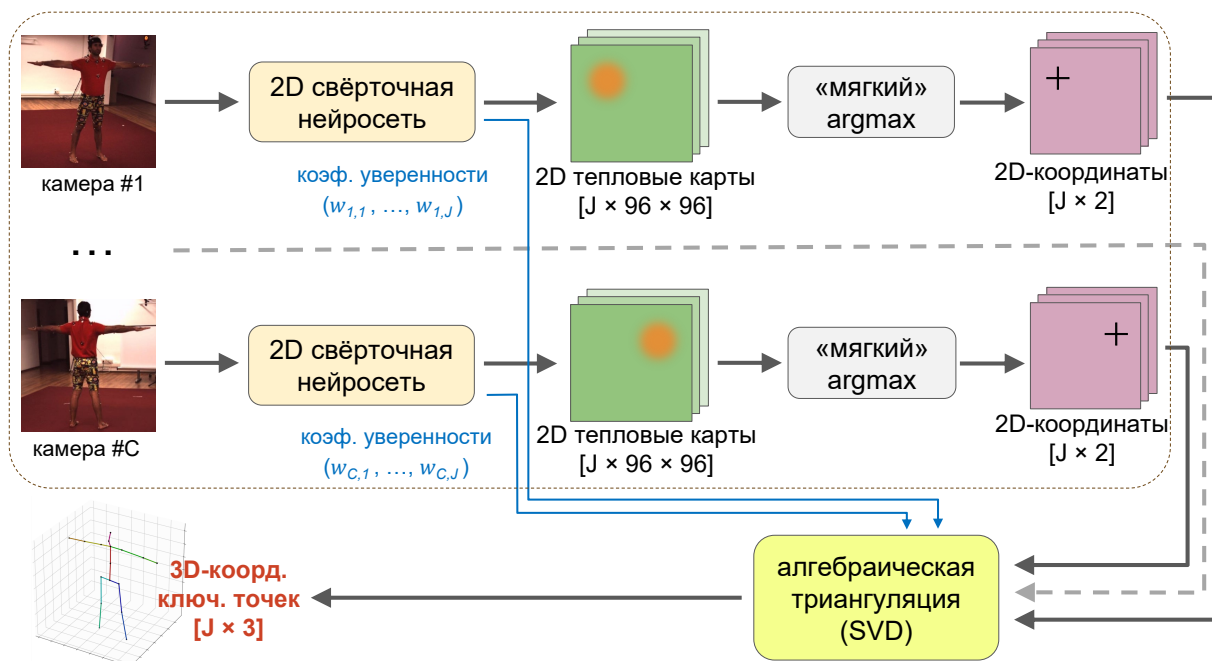 2D свёрточная
нейросеть
«мягкий»
argmax
камера #1
коэф. уверенности
(w1,1 , …, w1,J)
2D тепловые карты
[J × 96 × 96]
2D-координаты
[J × 2]
...
2D свёрточная
нейросеть
«мягкий»
argmax
камера #C
коэф. уверенности
(wC,1 , …, wC,J)
2D тепловые карты
[J × 96 × 96]
2D-координаты
[J × 2]
3D-коорд.
ключ. точек
[J × 3]
алгебраическая
триангуляция
(SVD)